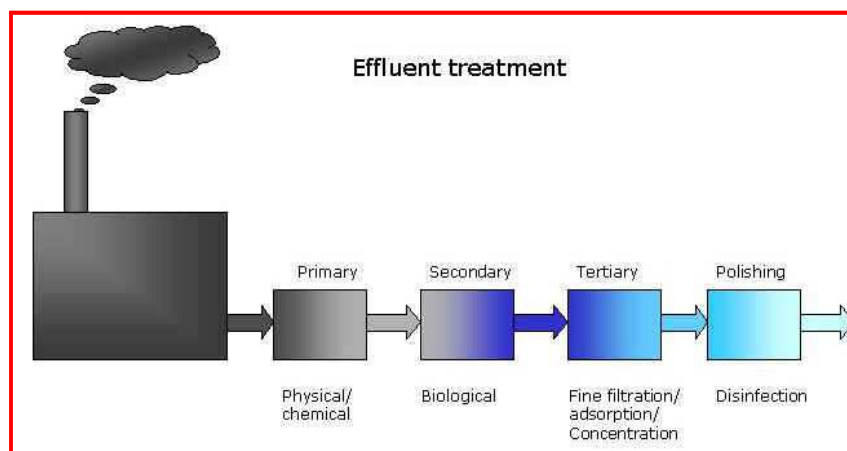 Effluent treatment
Primary
Secondary
Tertiary
Polishing
Physical/
chemical
Biological
Fine filtration/
adsorption/
Concentration
Disinfection